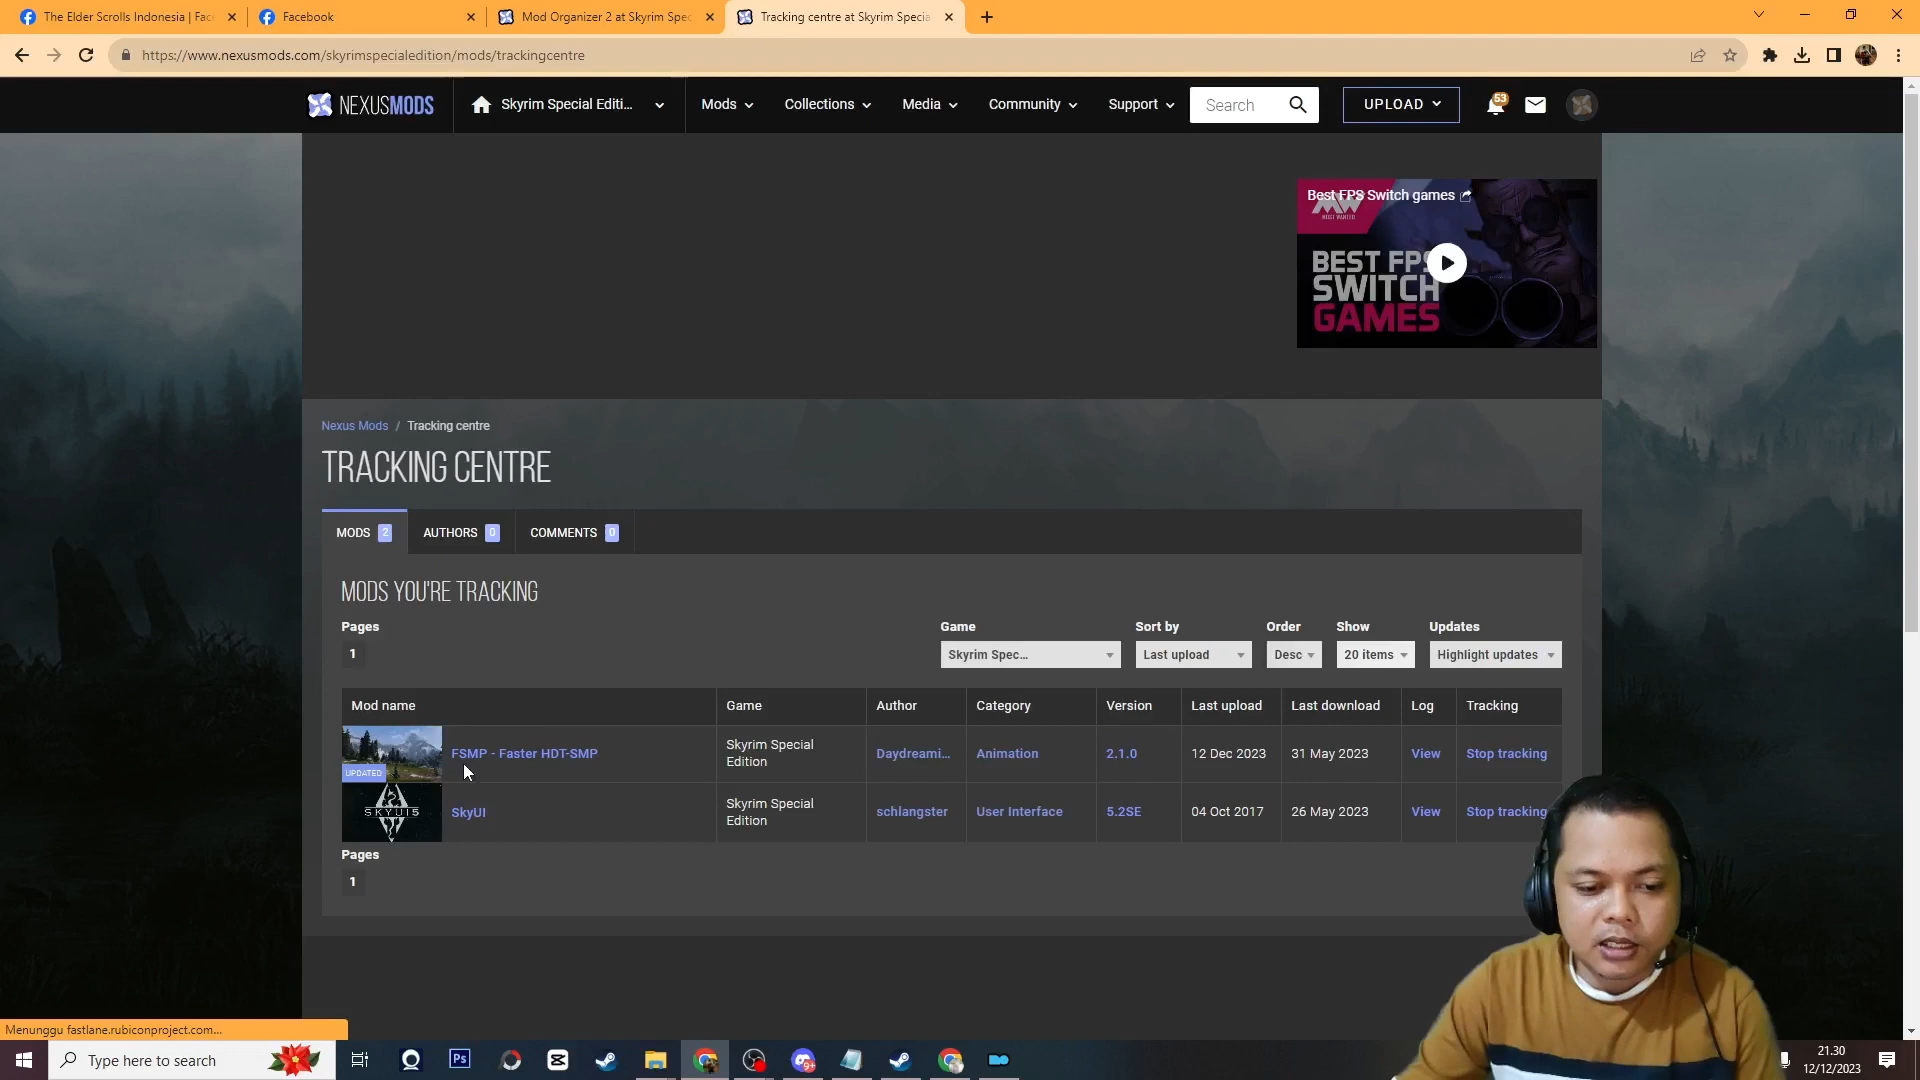 The Elder Scrolls Indonesia | Fac
Facebook
Mod Organizer 2 at Skyrim Spec
Tracking centre at Skyrim Specia
https://www.nexusmods.com/skyrimspecialedition/mods/trackingcentre
NEXUSMODS
Skyrim Special Editi...
Mods
Collections
Media
Community
Support
Search
UPLOAD
53
Best FPS Switch games
MW
MOST WANTED
BEST FPS
SWITCH
GAMES
Nexus Mods / Tracking centre
TRACKING CENTRE
MODS 2
AUTHORS 0
COMMENTS 0
MODS YOU'RE TRACKING
Pages
1
Game
Sort by
Order
Show
Updates
Skyrim Spec...
Last upload
Desc
20 items
Highlight updates
Mod name
Game
Author
Category
Version
Last upload
Last download
Log
Tracking
UPDATED
FSMP - Faster HDT-SMP
Skyrim Special
Edition
Daydreami...
Animation
2.1.0
12 Dec 2023
31 May 2023
View
Stop tracking
SKYUI5
SkyUI
Skyrim Special
Edition
schlangster
User Interface
5.2SE
04 Oct 2017
26 May 2023
View
Stop tracking
Pages
1
Menunggu fastlane.rubiconproject.com...
Type here to search
Ps
9+
21.30
12/12/2023